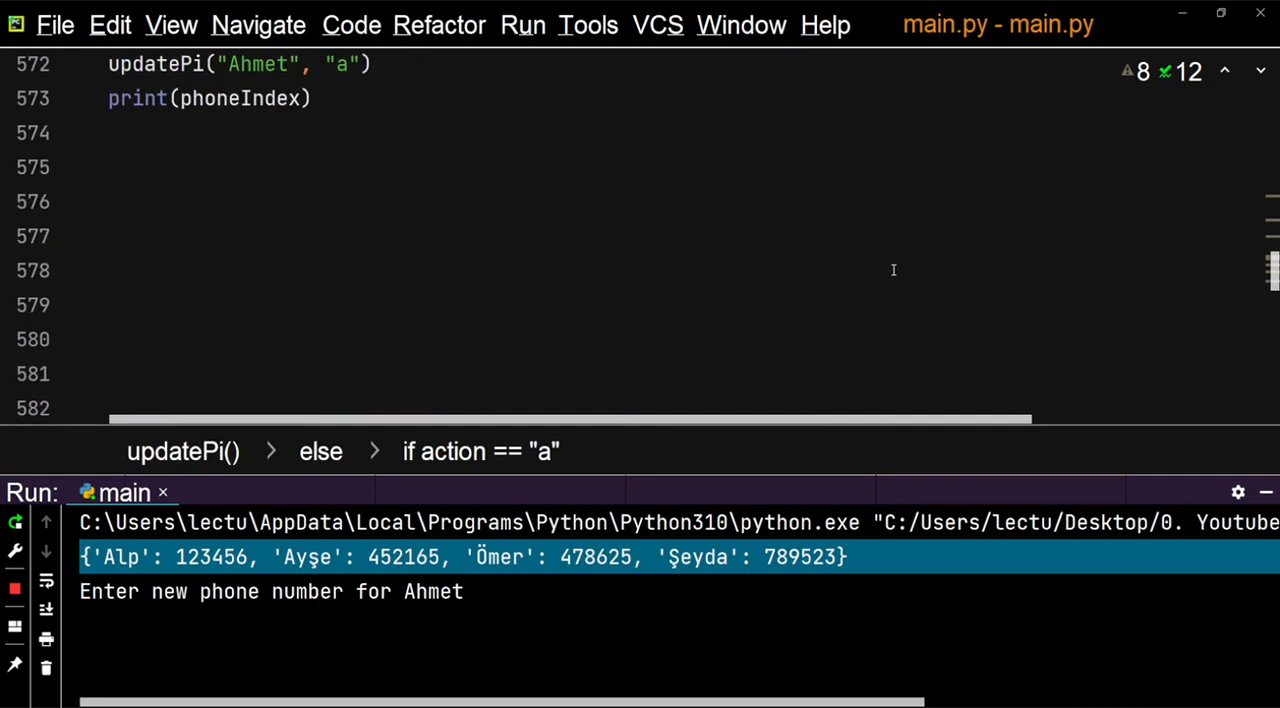 File Edit View Navigate Code Refactor Run Tools VCS Window Help main.py - main.py
572 updatePi("Ahmet", "a")
573 print(phoneIndex)
574
575
576
577
578
579
580
581
582
8 12
updatePi() > else > if action == "a"
Run: main ×
C:\Users\lectu\AppData\Local\Programs\Python\Python310\python.exe "C:/Users/lectu/Desktop/0. Youtube
{'Alp': 123456, 'Ayşe': 452165, 'Ömer': 478625, 'Şeyda': 789523}
Enter new phone number for Ahmet